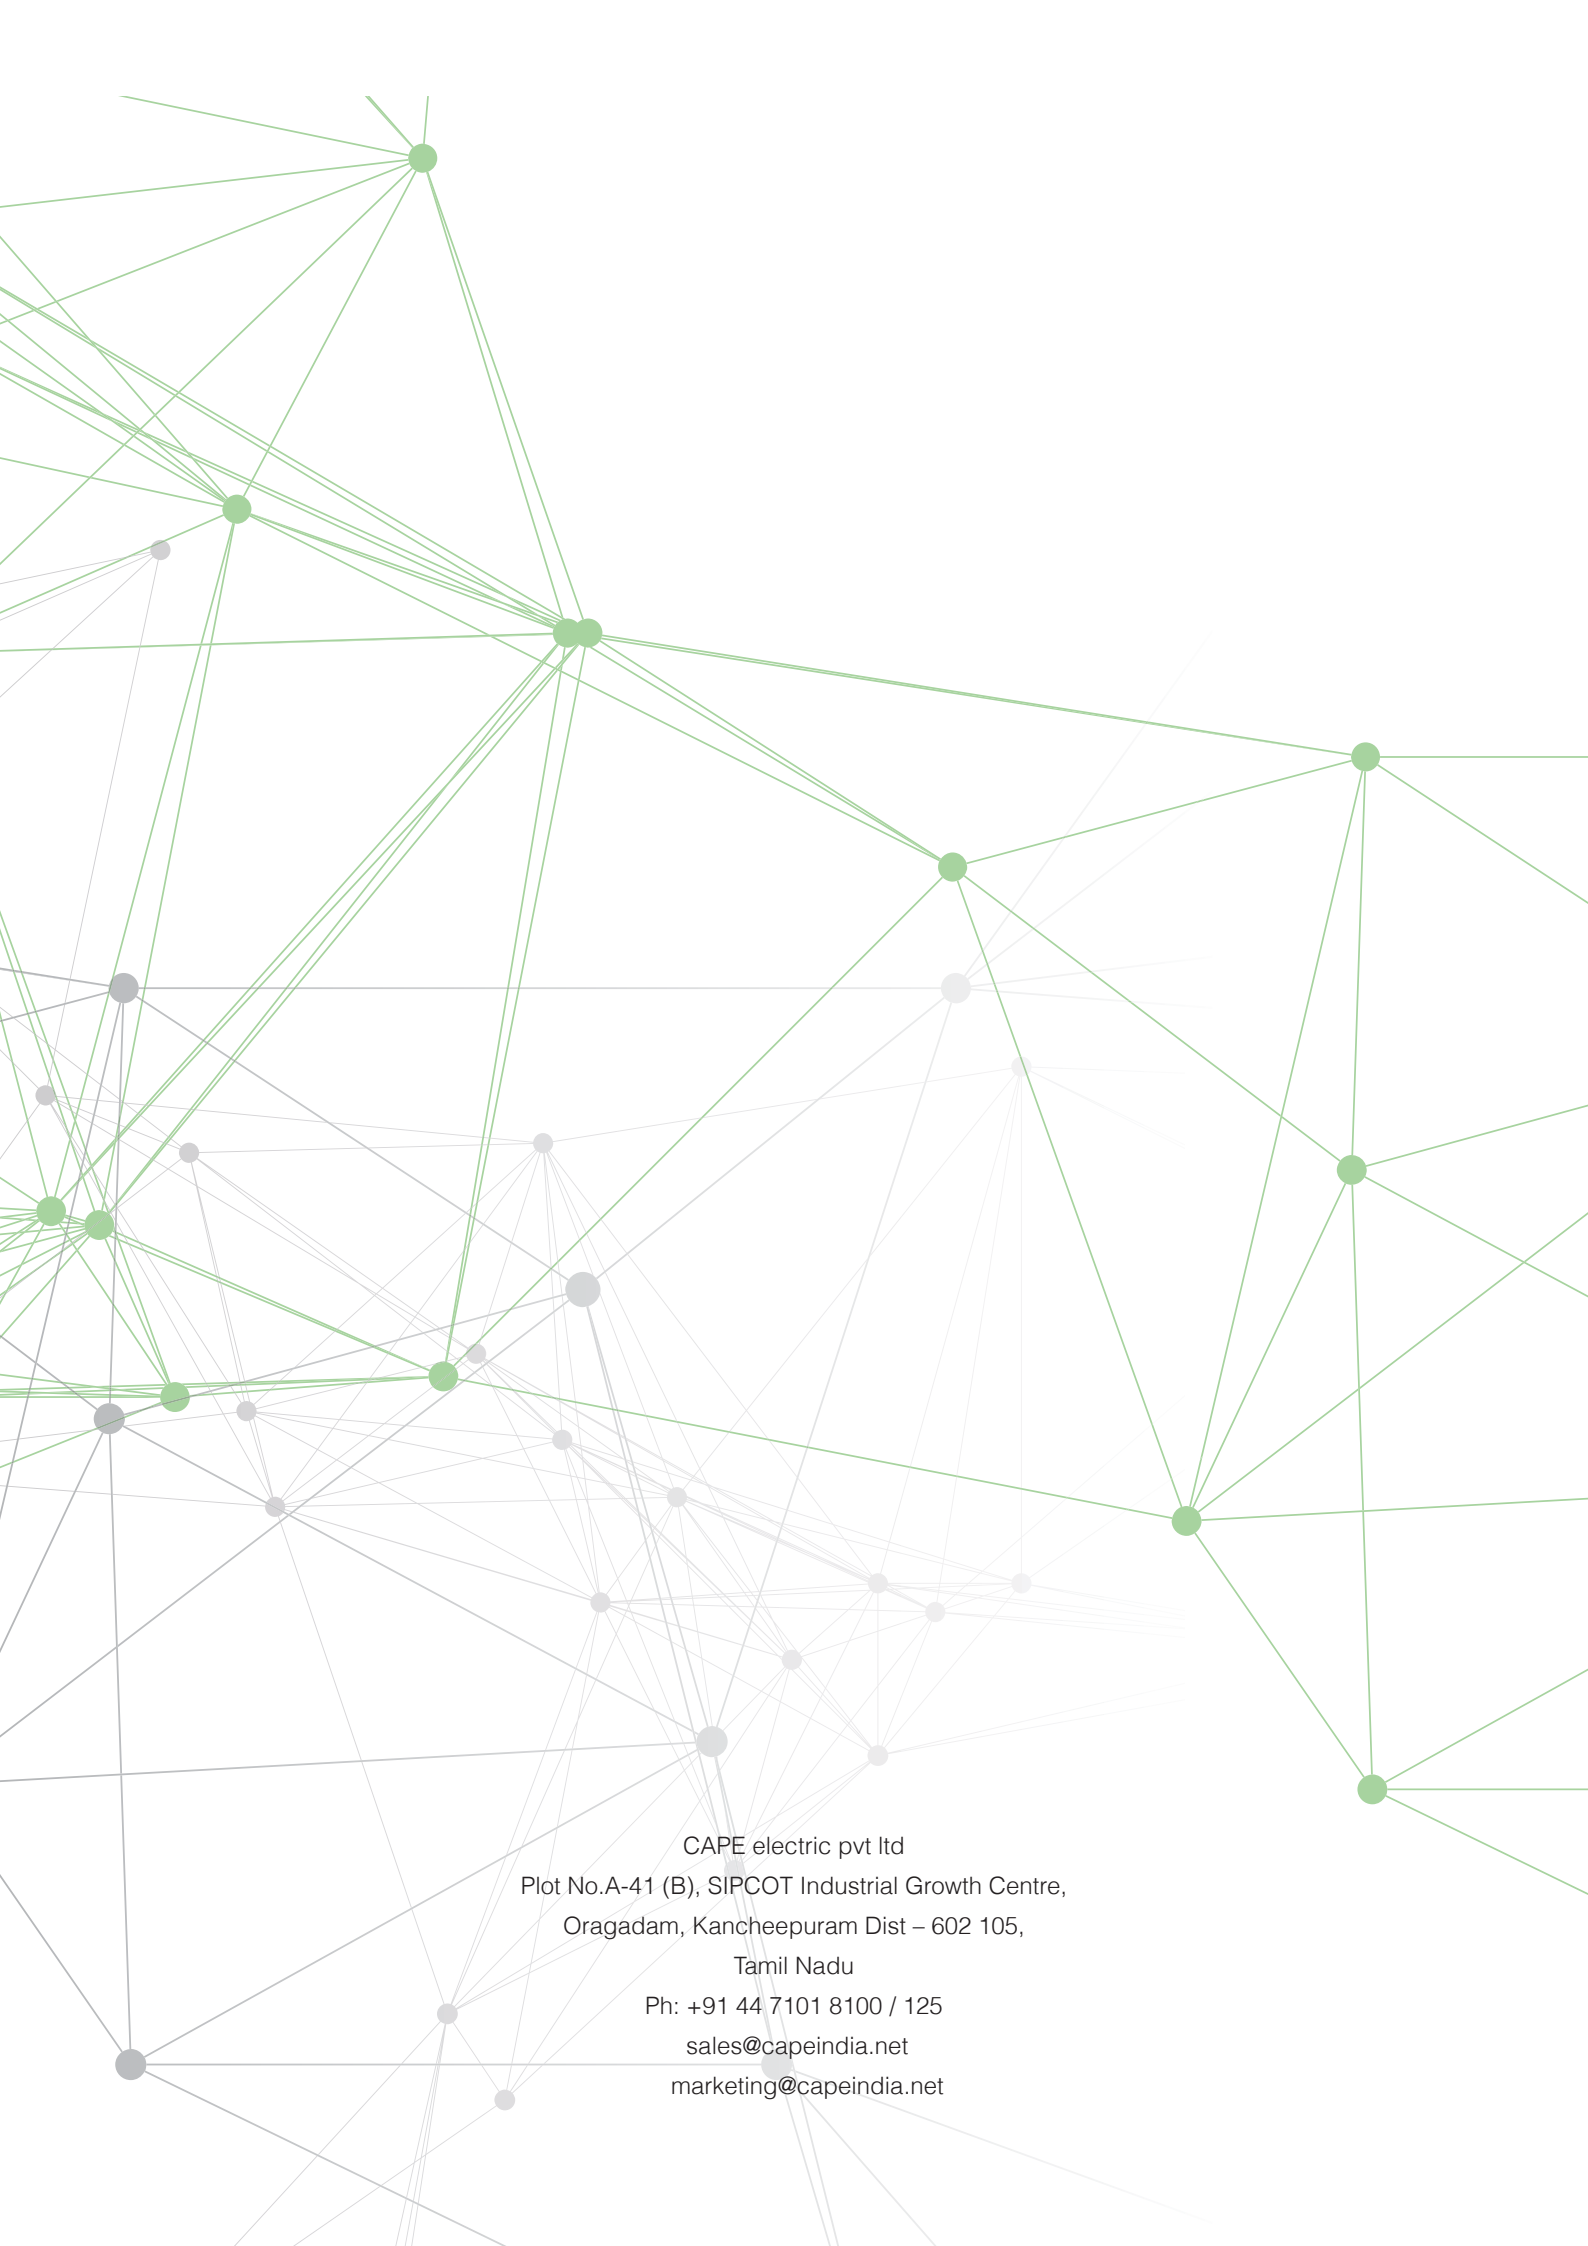 CAPE electric pvt ltd
Plot No.A-41 (B), SIPCOT Industrial Growth Centre,
Oragadam, Kancheepuram Dist – 602 105,
Tamil Nadu
Ph: +91 44 7101 8100 / 125
sales@capeindia.net
marketing@capeindia.net